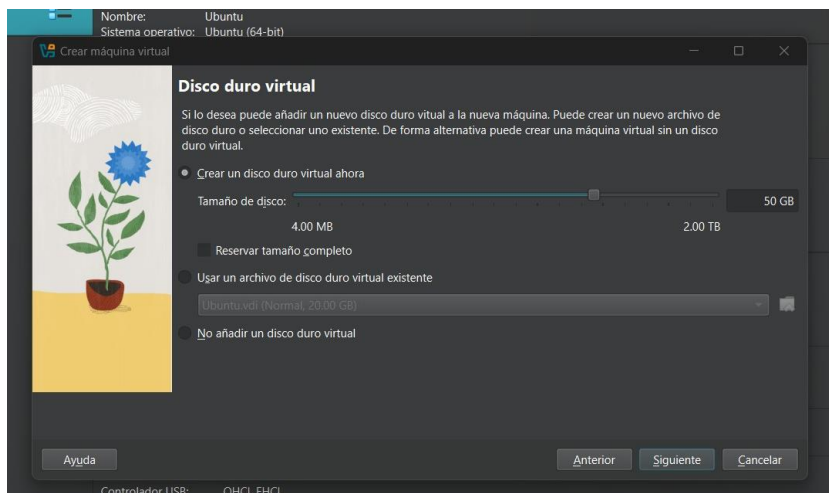 Nombre: Ubuntu
Sistema operativo: Ubuntu (64-bit)
Crear máquina virtual
Disco duro virtual
Si lo desea puede añadir un nuevo disco duro vitual a la nueva máquina. Puede crear un nuevo archivo de
disco duro o seleccionar uno existente. De forma alternativa puede crear una máquina virtual sin un disco
duro virtual.
Crear un disco duro virtual ahora
Tamaño de disco: 50 GB
4.00 MB 2.00 TB
Reservar tamaño completo
Usar un archivo de disco duro virtual existente
Ubuntu.vdi (Normal, 20.00 GB)
No añadir un disco duro virtual
Ayuda Anterior Siguiente Cancelar
Controlador USB: OHCI, EHCI